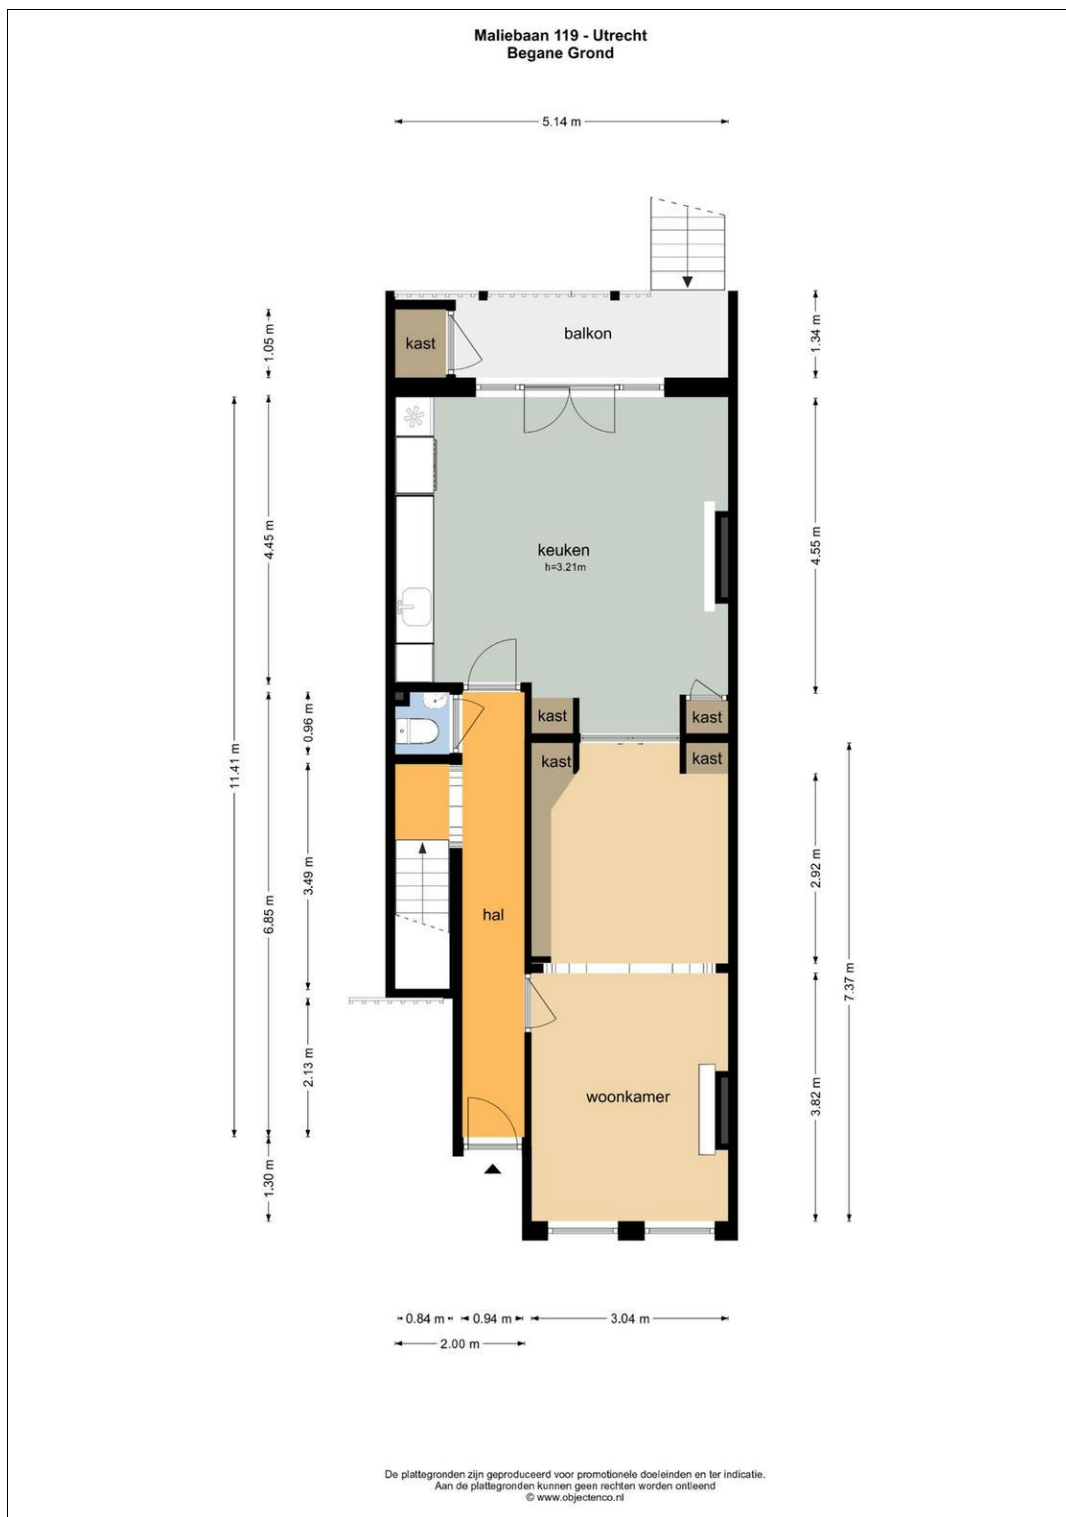 Maliebaan 119 - Utrecht
Begane Grond
5.14 m
1.05 m
kast
balkon
1.34 m
4.45 m
keuken
h=3.21m
4.55 m
11.41 m
0.96 m
kast
kast
kast
kast
3.49 m
6.85 m
hal
2.92 m
7.37 m
2.13 m
woonkamer
3.82 m
1.30 m
0.84 m
0.94 m
3.04 m
2.00 m
De plattegronden zijn geproduceerd voor promotionele doeleinden en ter indicatie.
Aan de plattegronden kunnen geen rechten worden ontleend
© www.objectenco.nl